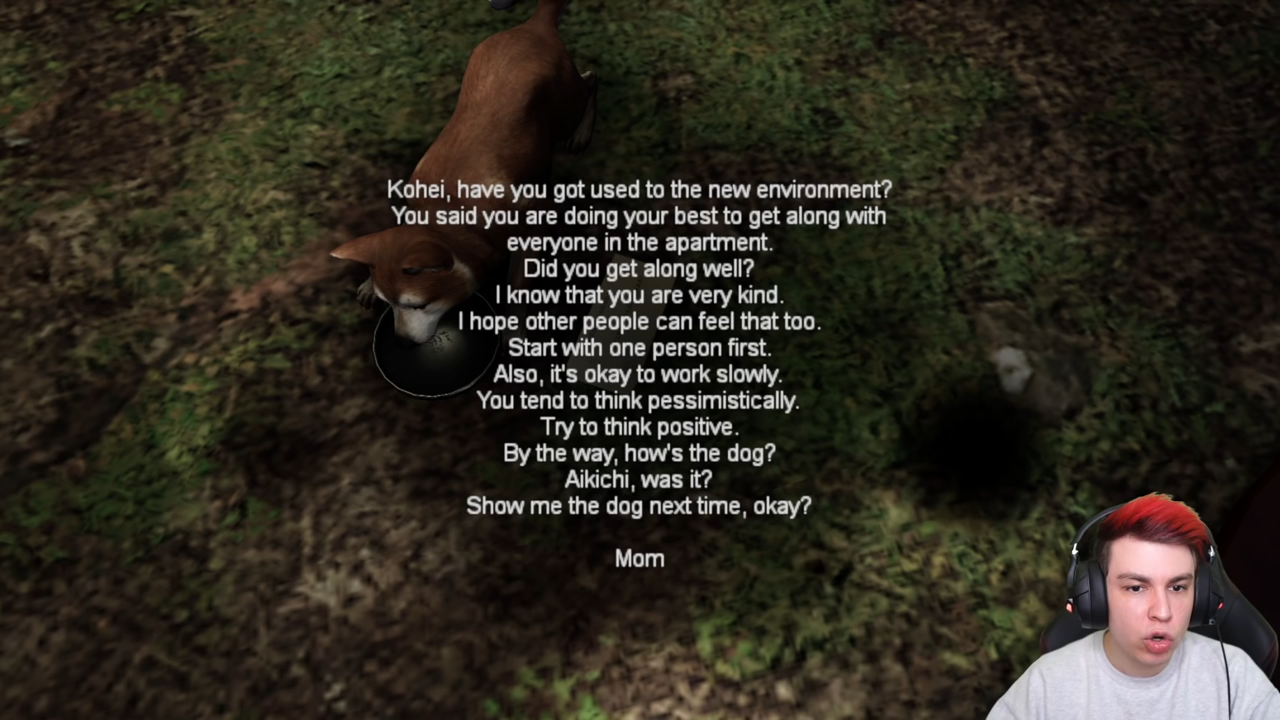 Kohei, have you got used to the new environment?
You said you are doing your best to get along with
everyone in the apartment.
Did you get along well?
I know that you are very kind.
I hope other people can feel that too.
Start with one person first.
Also, it's okay to work slowly.
You tend to think pessimistically.
Try to think positive.
By the way, how's the dog?
Aikichi, was it?
Show me the dog next time, okay?
Mom